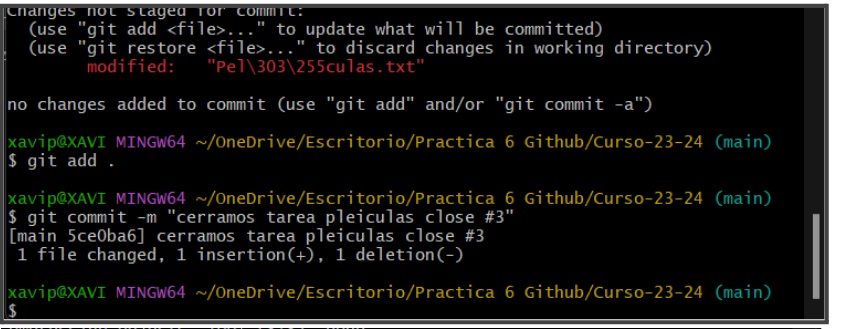 Changes not staged for commit:
  (use "git add <file>..." to update what will be committed)
  (use "git restore <file>..." to discard changes in working directory)
        modified:   "Pel\303\255culas.txt"

no changes added to commit (use "git add" and/or "git commit -a")

xavip@XAVI MINGW64 ~/OneDrive/Escritorio/Practica 6 Github/Curso-23-24 (main)
$ git add .

xavip@XAVI MINGW64 ~/OneDrive/Escritorio/Practica 6 Github/Curso-23-24 (main)
$ git commit -m "cerramos tarea pleiculas close #3"
[main 5ce0ba6] cerramos tarea pleiculas close #3
 1 file changed, 1 insertion(+), 1 deletion(-)

xavip@XAVI MINGW64 ~/OneDrive/Escritorio/Practica 6 Github/Curso-23-24 (main)
$